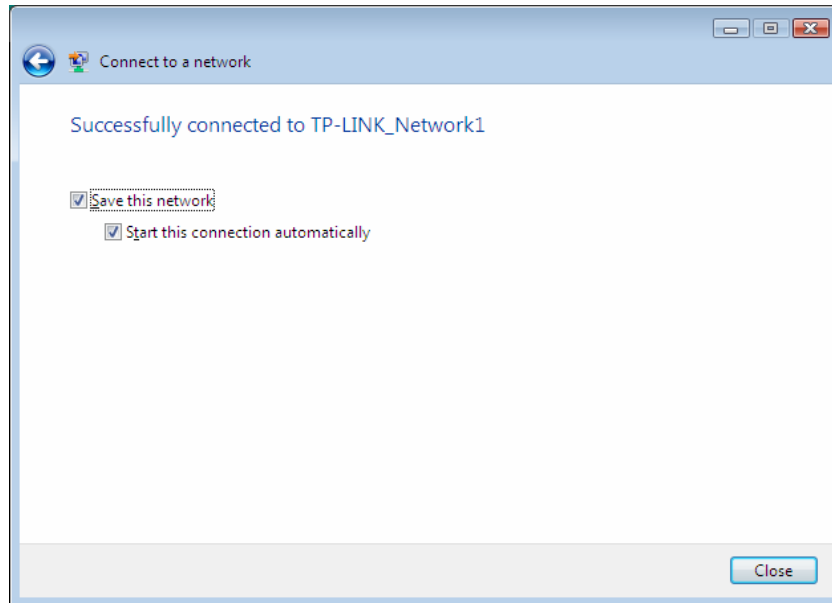 Connect to a network
Successfully connected to TP-LINK_Network1
Save this network
Start this connection automatically
Close